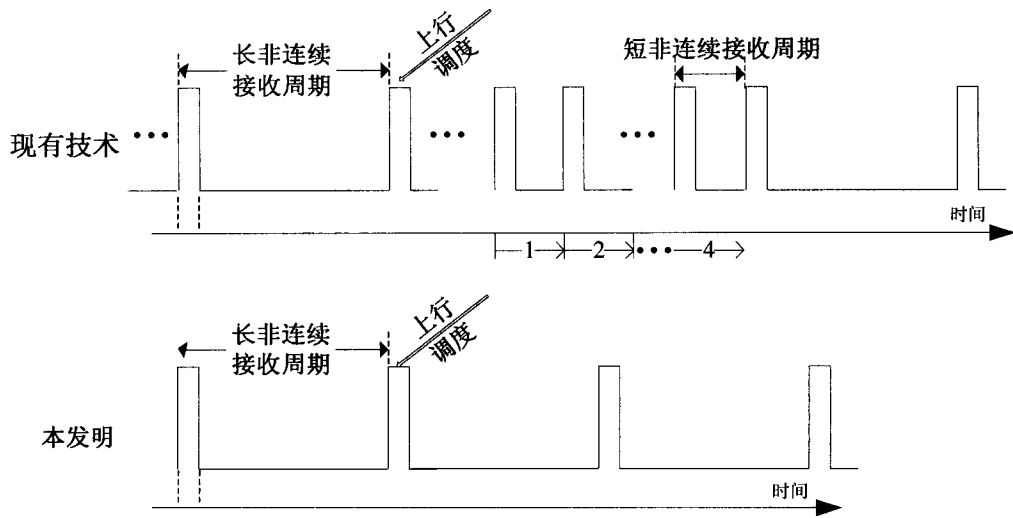 长非连续
接收周期
上行
调度
短非连续接收周期
现有技术
•••
•••
•••
时间
1
2
•••
4
长非连续
接收周期
上行
调度
本发明
时间